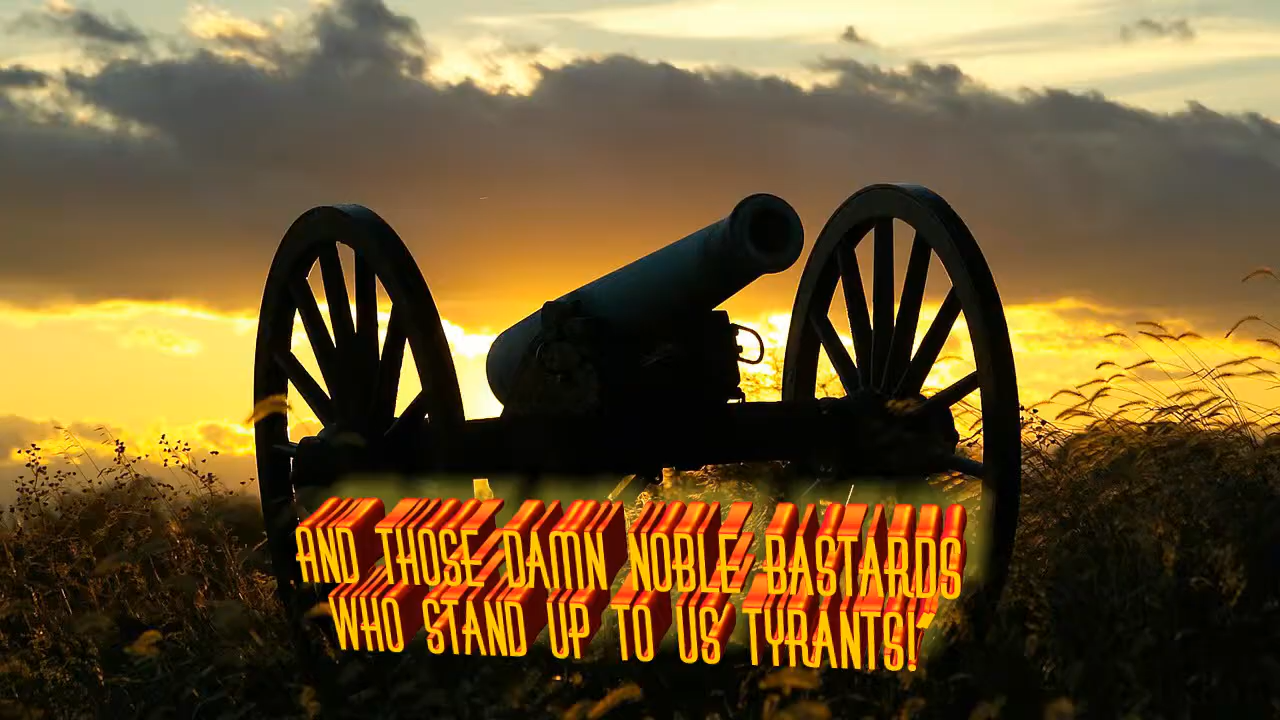 AND THOSE DAMN NOBLE BASTARDS
WHO STAND UP TO US TYRANTS!"